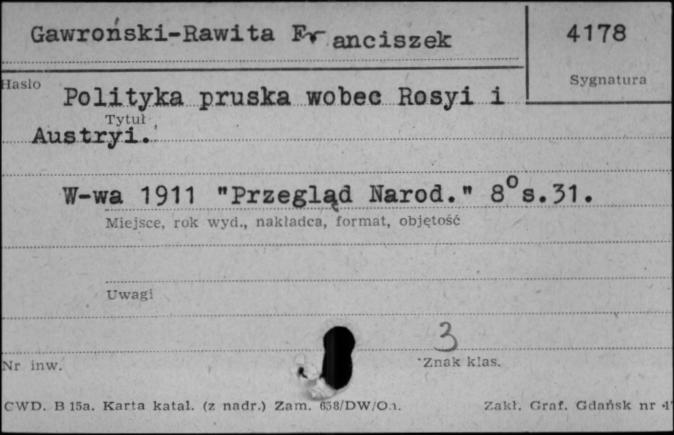 Gawroński-Rawita Franciszek
4178
Hasło
Sygnatura
Polityka pruska wobec Rosyi i
Tytuł
Austryi.
W-wa 1911 "Przegląd Narod." 8° s.31.
Miejsce, rok wyd., nakładca, format, objętość
Uwagi
3
Nr inw.
Znak klas.
CWD. B 15a. Karta katal. (z nadr.) Zam. 658/DW/On.
Zakł. Graf. Gdańsk nr